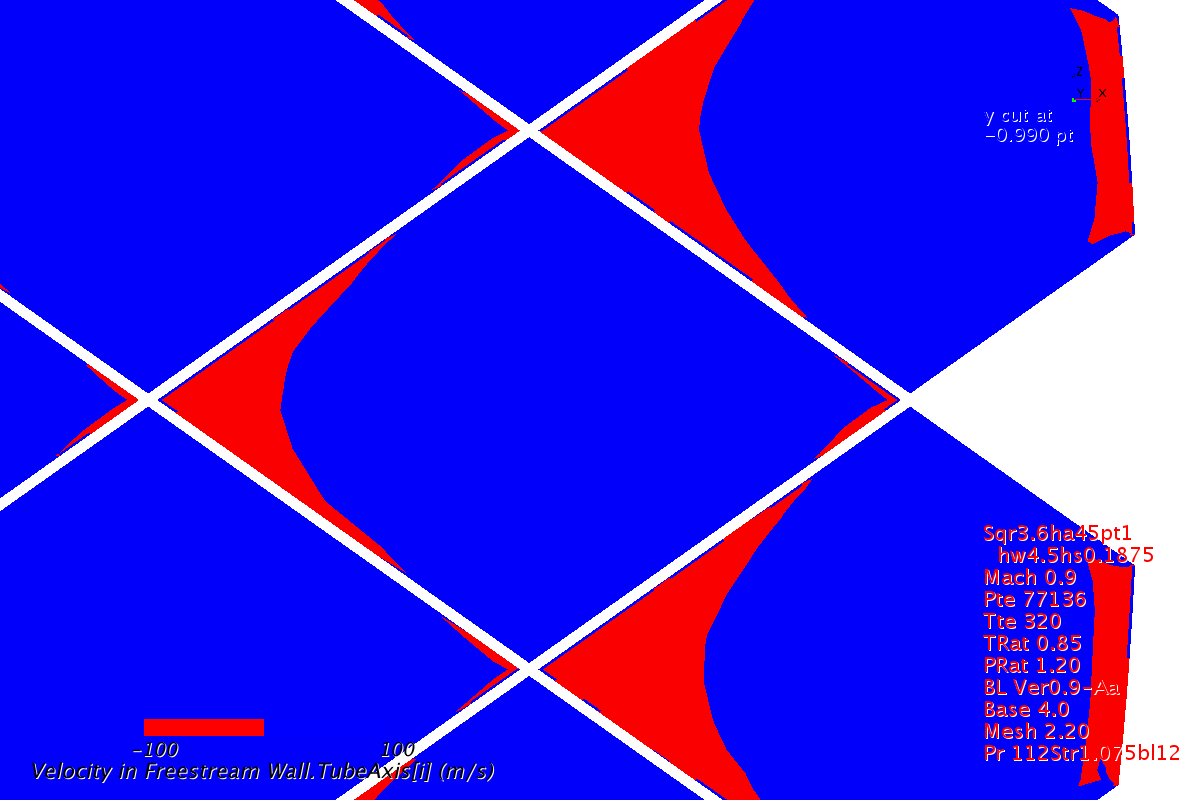 Z
Y X
y cut at
−0.990 pt
Sqr3.6ha45pt1
hw4.5hs0.1875
Mach 0.9
Pte 77136
Tte 320
TRat 0.85
PRat 1.20
BL Ver0.9−Aa
Base 4.0
Mesh 2.20
Pr 112Str1.075bl12
−100 100
Velocity in Freestream Wall.TubeAxis[i] (m/s)